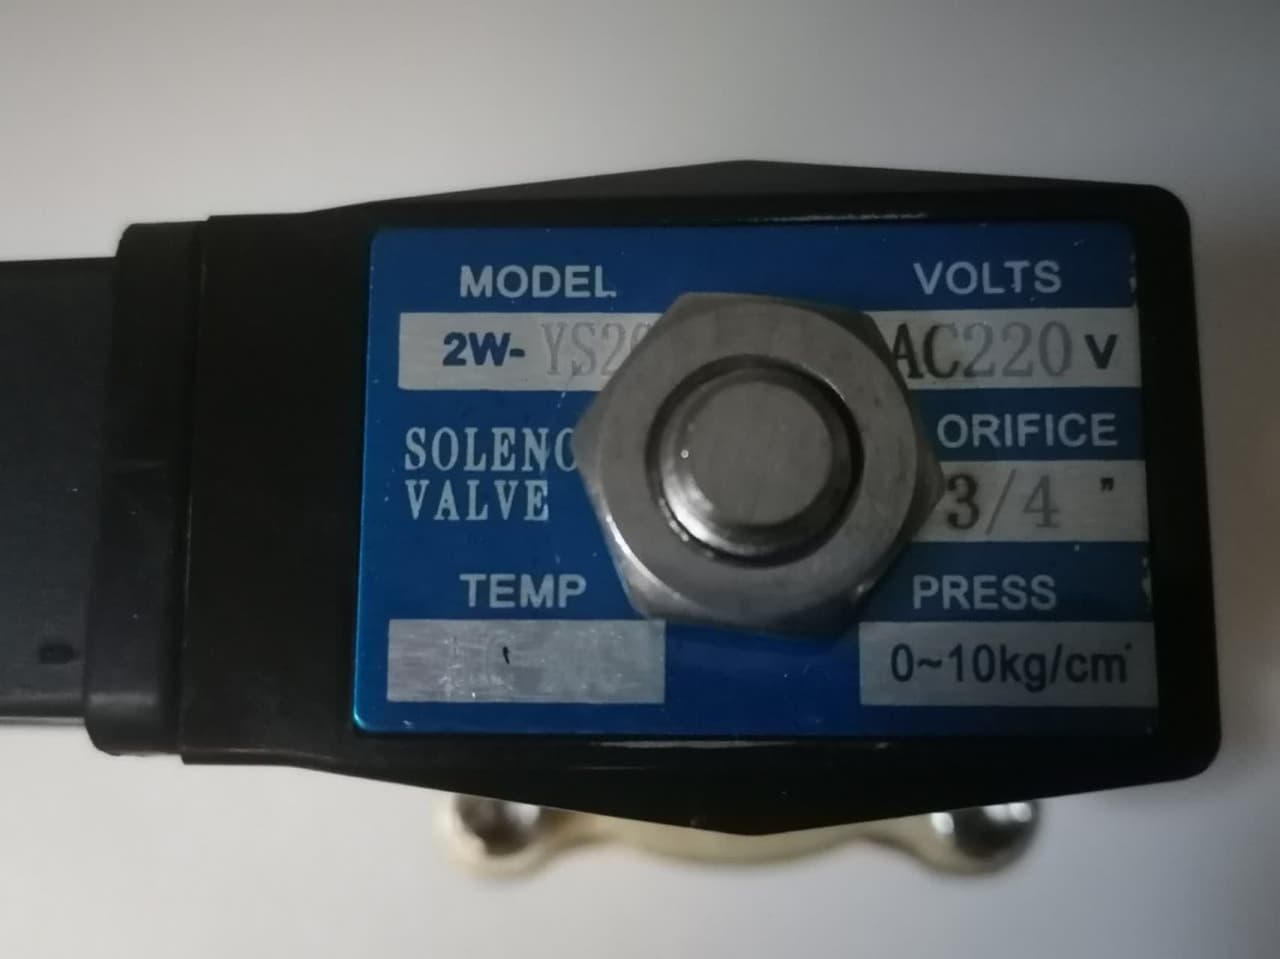 MODEL VOLTS
2W- AC220 V
ORIFICE
VALVE 3/4 "
TEMP PRESS
0~10kg/cm